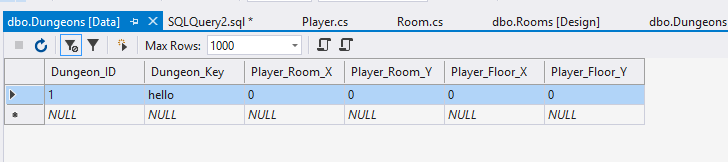 dbo.Dungeons [Data] SQLQuery2.sql * Player.cs Room.cs dbo.Rooms [Design] dbo.Dungeons
Max Rows: 1000
Dungeon_ID Dungeon_Key Player_Room_X Player_Room_Y Player_Floor_X Player_Floor_Y
1 hello 0 0 0 0
NULL NULL NULL NULL NULL NULL